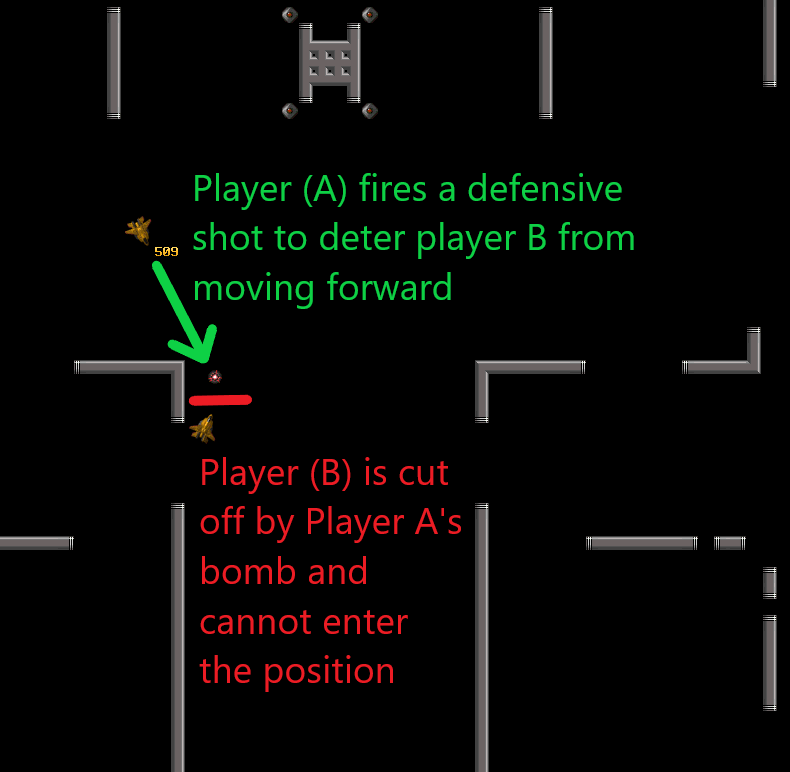 Player (A) fires a defensive
shot to deter player B from
moving forward
509
Player (B) is cut
off by Player A's
bomb and
cannot enter
the position